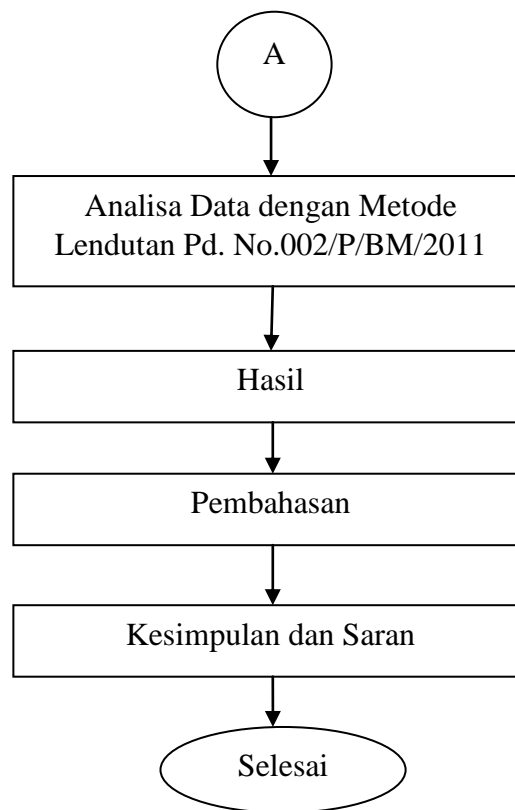 A
Analisa Data dengan Metode
Lendutan Pd. No.002/P/BM/2011
Hasil
Pembahasan
Kesimpulan dan Saran
Selesai